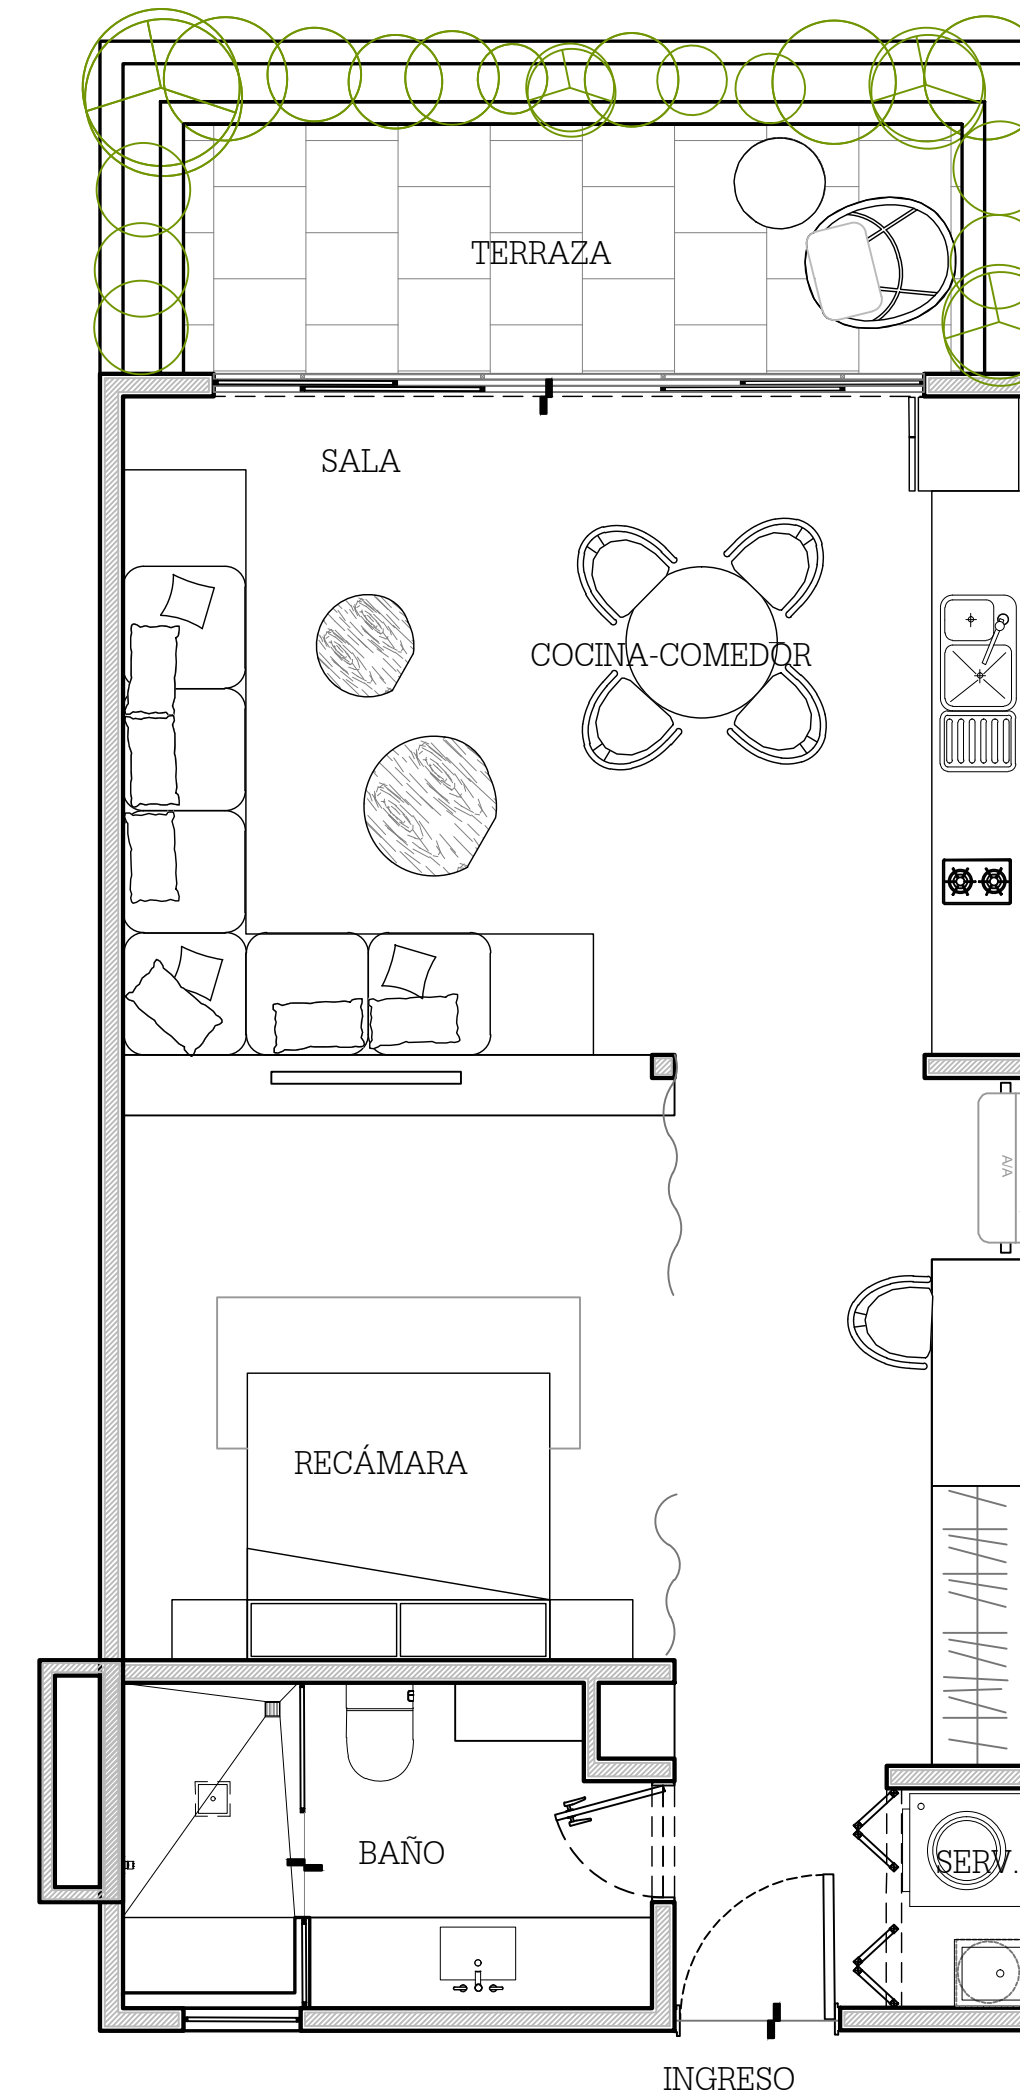 TERRAZA
SALA
COCINA-COMEDOR
A/A
RECÁMARA
BAÑO
SERV.
INGRESO